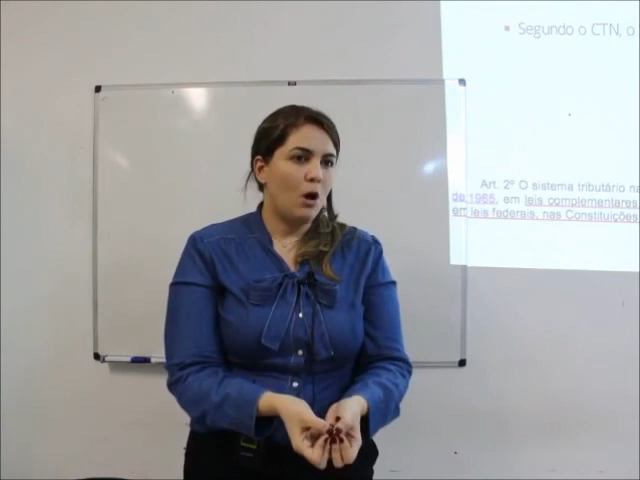 Segundo o CTN, o
Art. 2º O sistema tributário na
de 1965, em leis complementares
em leis federais, nas Constituições